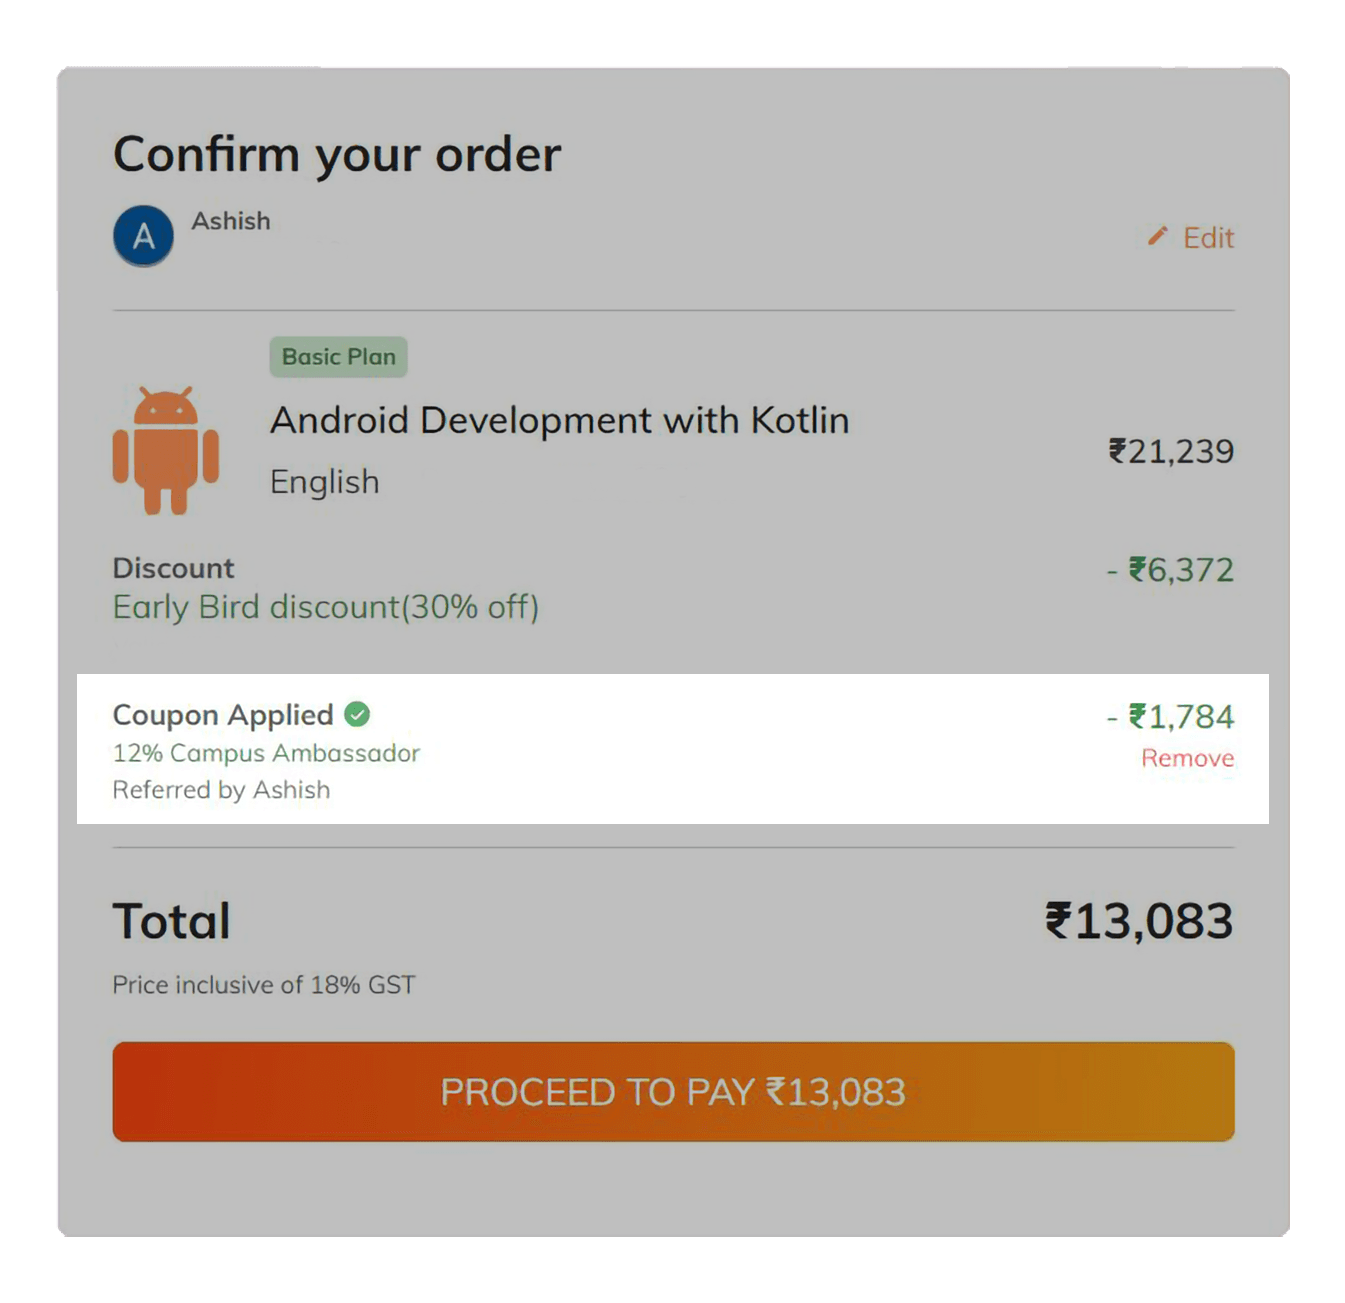 Confirm your order
A
Ashish
Edit
Basic Plan
Android Development with Kotlin
English
₹21,239
Discount
- ₹6,372
Early Bird discount(30% off)
Coupon Applied
- ₹1,784
12% Campus Ambassador
Remove
Referred by Ashish
Total
₹13,083
Price inclusive of 18% GST
PROCEED TO PAY ₹13,083